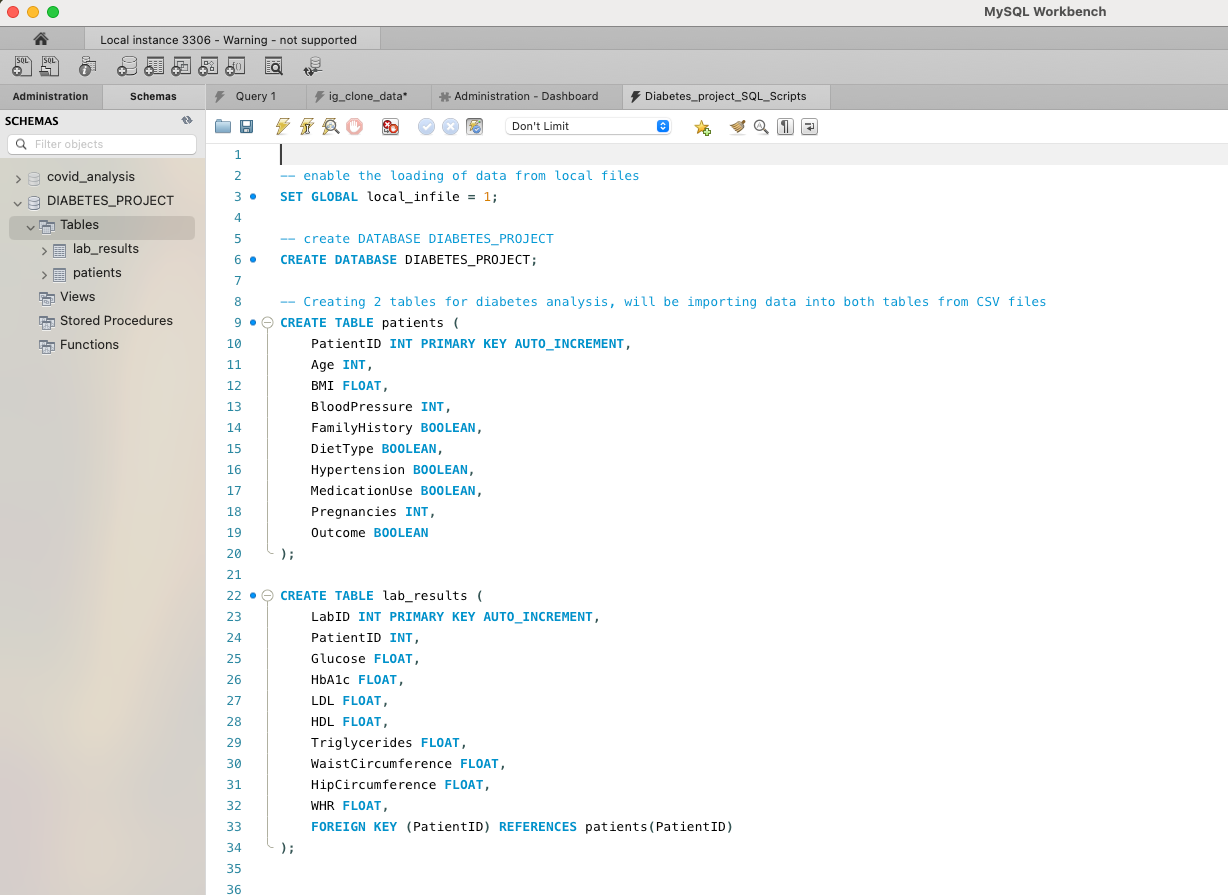 MySQL Workbench
Local instance 3306 - Warning - not supported
Administration
Schemas
Query 1
ig_clone_data*
Administration - Dashboard
Diabetes_project_SQL_Scripts
SCHEMAS
Filter objects
covid_analysis
DIABETES_PROJECT
Tables
lab_results
patients
Views
Stored Procedures
Functions
Don't Limit
1
2 -- enable the loading of data from local files
3 SET GLOBAL local_infile = 1;
4
5 -- create DATABASE DIABETES_PROJECT
6 CREATE DATABASE DIABETES_PROJECT;
7
8 -- Creating 2 tables for diabetes analysis, will be importing data into both tables from CSV files
9 CREATE TABLE patients (
10 PatientID INT PRIMARY KEY AUTO_INCREMENT,
11 Age INT,
12 BMI FLOAT,
13 BloodPressure INT,
14 FamilyHistory BOOLEAN,
15 DietType BOOLEAN,
16 Hypertension BOOLEAN,
17 MedicationUse BOOLEAN,
18 Pregnancies INT,
19 Outcome BOOLEAN
20 );
21
22 CREATE TABLE lab_results (
23 LabID INT PRIMARY KEY AUTO_INCREMENT,
24 PatientID INT,
25 Glucose FLOAT,
26 HbA1c FLOAT,
27 LDL FLOAT,
28 HDL FLOAT,
29 Triglycerides FLOAT,
30 WaistCircumference FLOAT,
31 HipCircumference FLOAT,
32 WHR FLOAT,
33 FOREIGN KEY (PatientID) REFERENCES patients(PatientID)
34 );
35
36